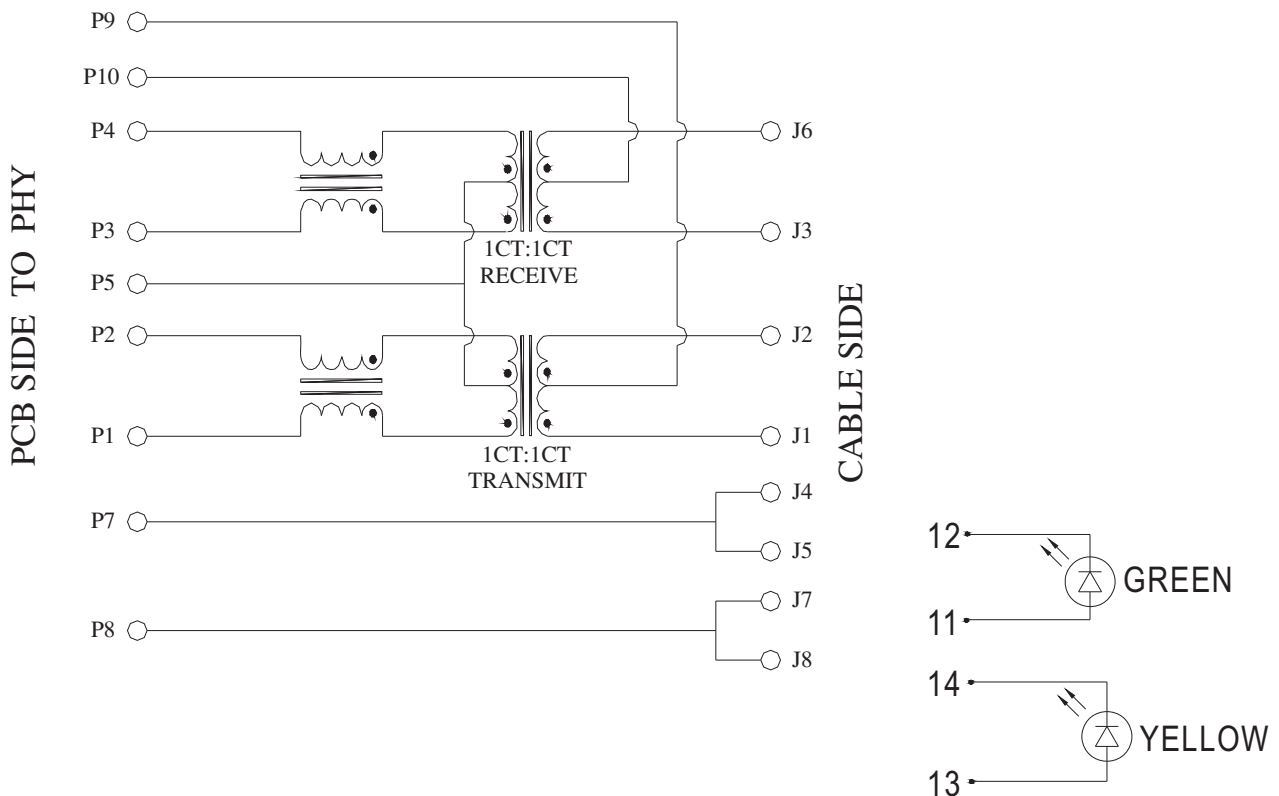 P9
P10
P4
J6
P3
J3
1CT:1CT
RECEIVE
P5
P2
J2
P1
J1
1CT:1CT
TRANSMIT
P7
J4
J5
P8
J7
J8
PCB SIDE TO PHY
CABLE SIDE
12
GREEN
11
14
YELLOW
13